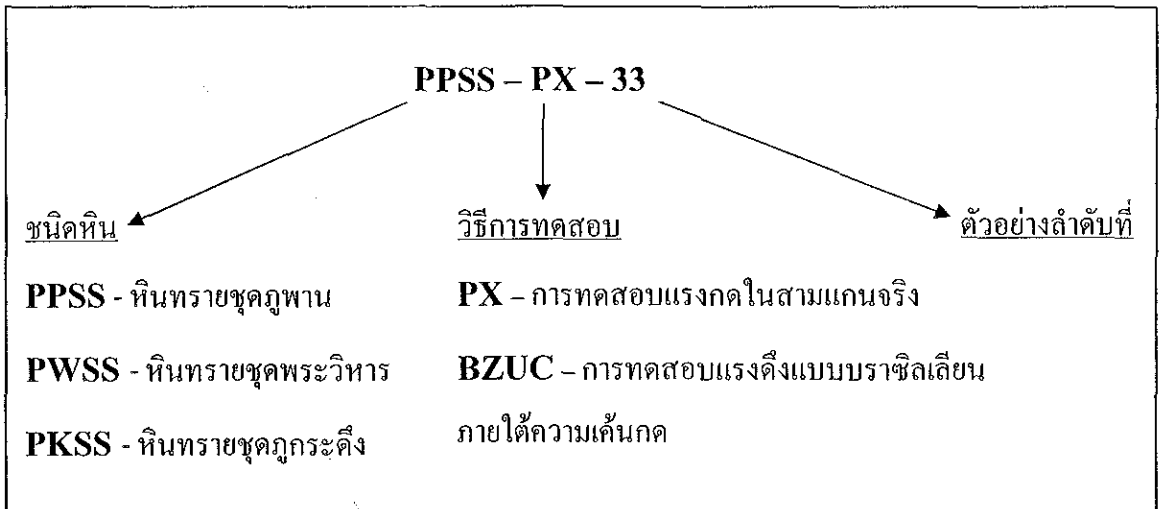 PPSS – PX – 33
ชนิดหิน วิธีการทดสอบ ตัวอย่างลำดับที่
PPSS - หินทรายชุดภูพาน PX – การทดสอบแรงกดในสามแกนจริง
PWSS - หินทรายชุดพระวิหาร BZUC – การทดสอบแรงดึงแบบบราซิลเลียน
PKSS - หินทรายชุดภูกระดึง ภายใต้ความเค้นกด